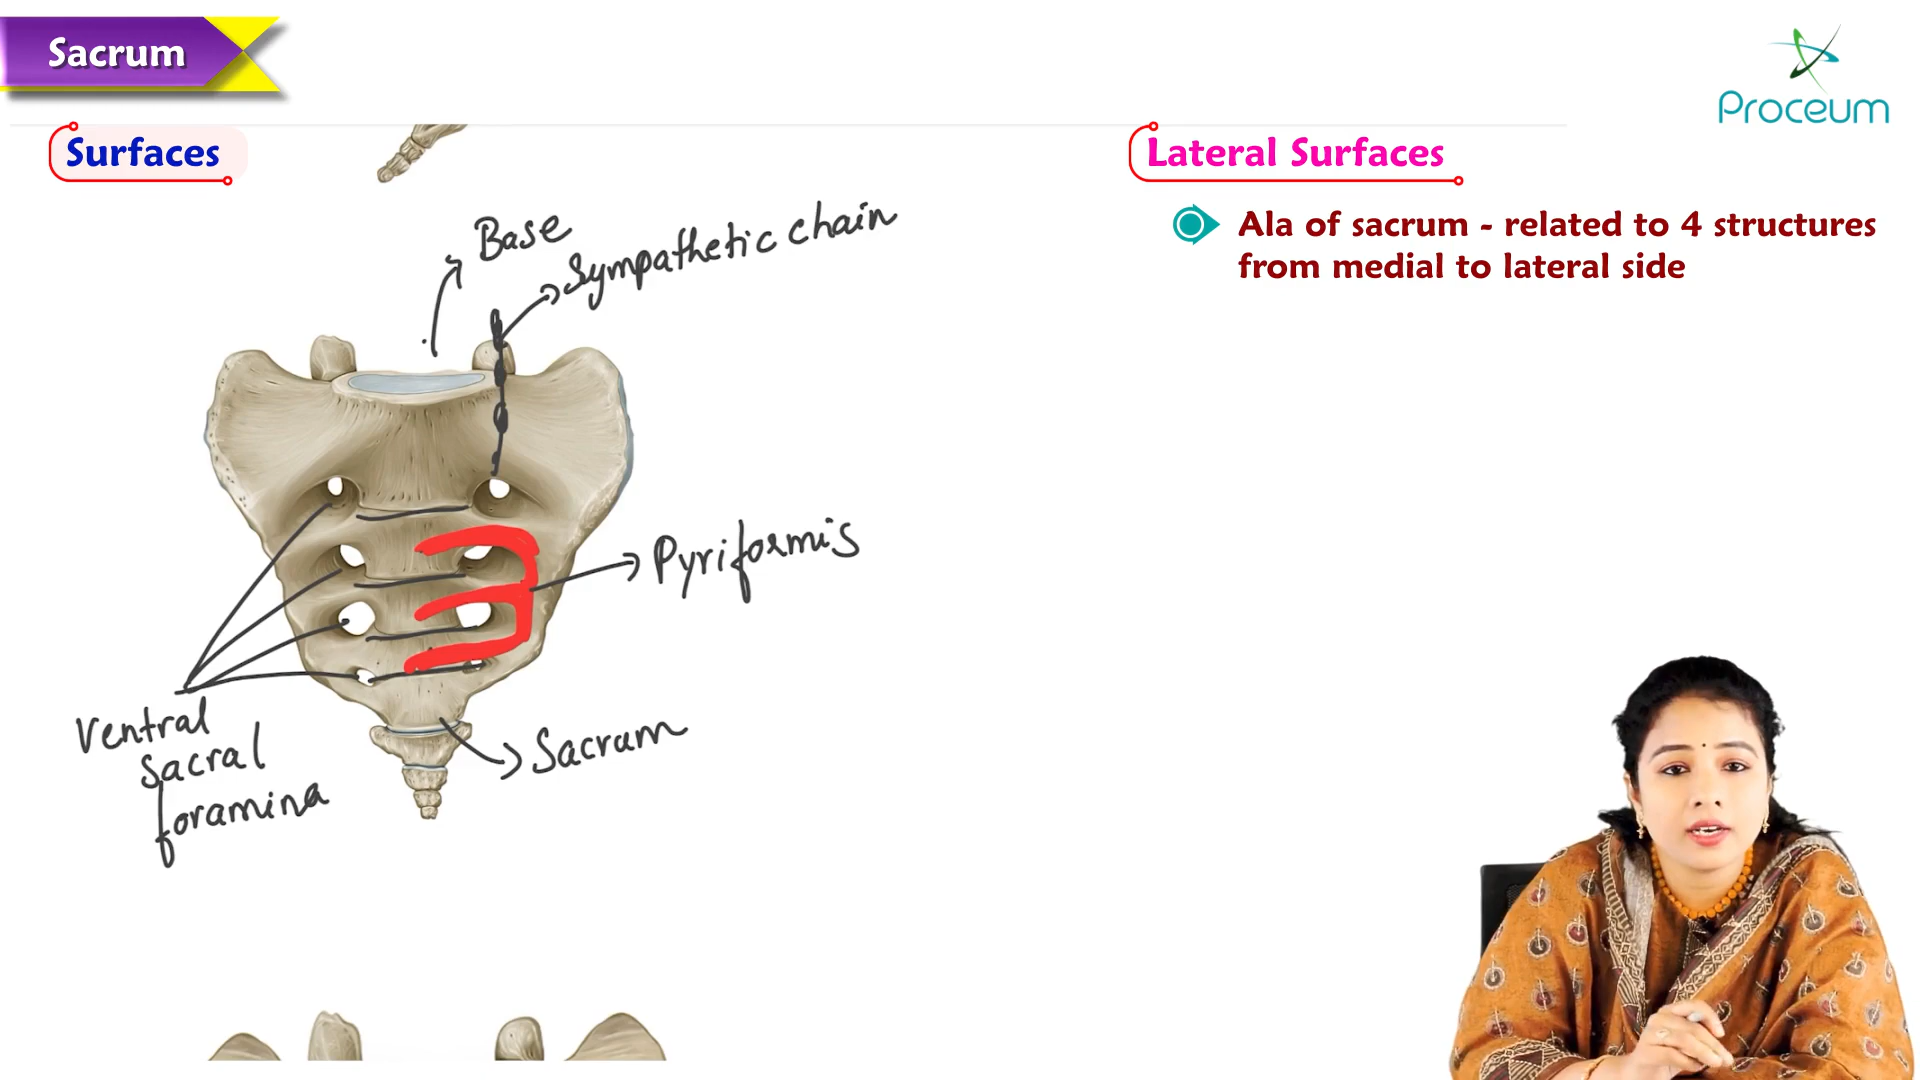 Sacrum
Proceum
Surfaces
Lateral Surfaces
Ala of sacrum - related to 4 structures
from medial to lateral side
Base
Sympathetic chain
Pyriformis
Ventral
sacral
foramina
Sacrum